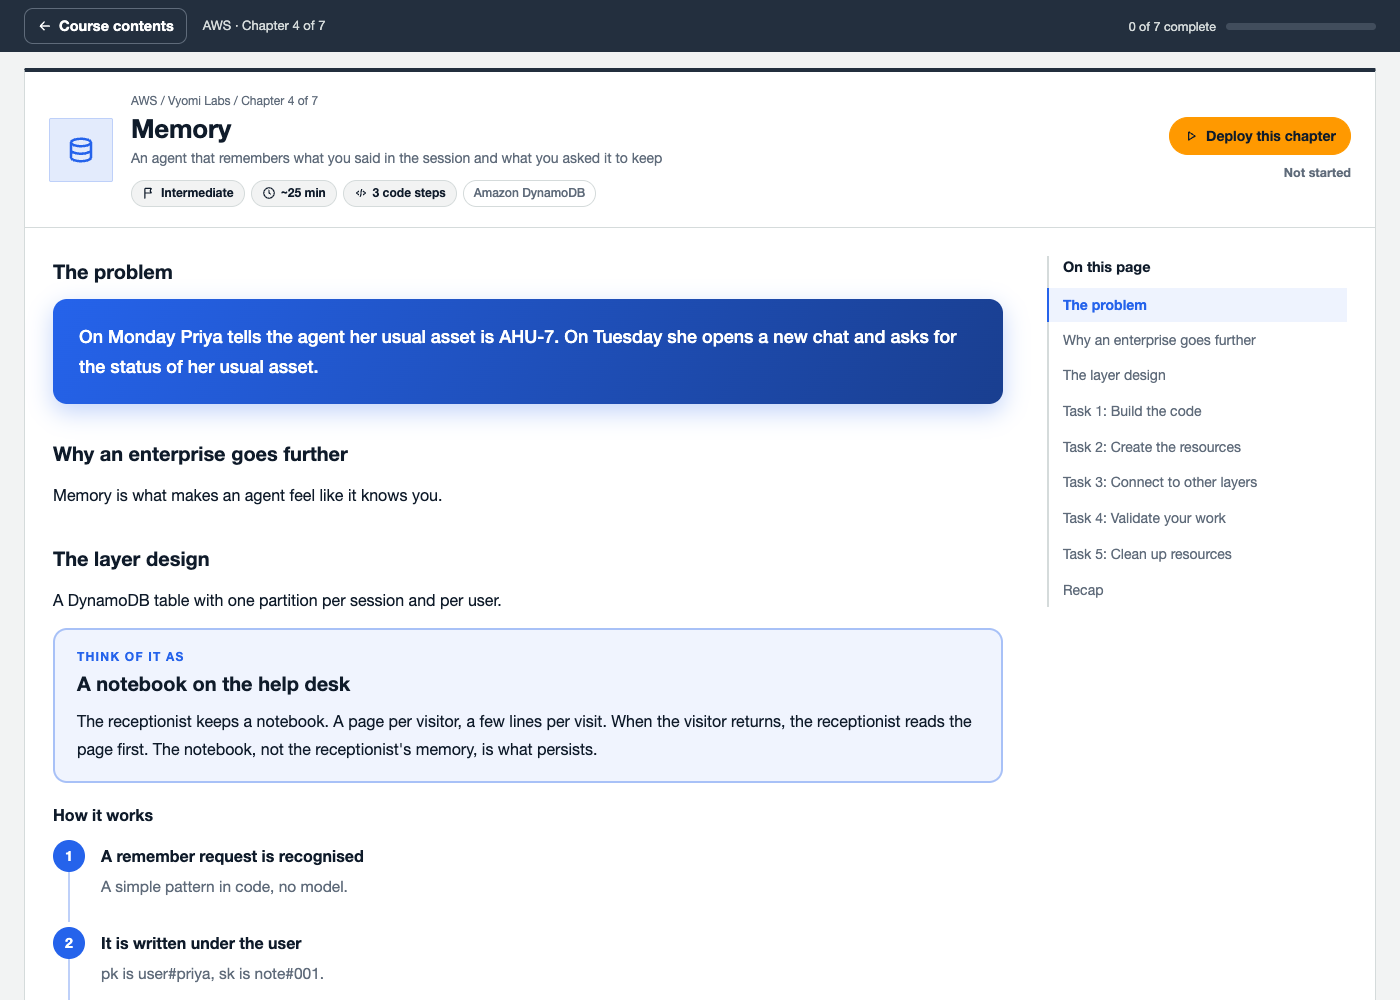 Course contents
AWS · Chapter 4 of 7
0 of 7 complete
AWS / Vyomi Labs / Chapter 4 of 7
Memory
An agent that remembers what you said in the session and what you asked it to keep
Intermediate
~25 min
3 code steps
Amazon DynamoDB
Deploy this chapter
Not started
The problem
On Monday Priya tells the agent her usual asset is AHU-7. On Tuesday she opens a new chat and asks for
the status of her usual asset.
Why an enterprise goes further
Memory is what makes an agent feel like it knows you.
The layer design
A DynamoDB table with one partition per session and per user.
THINK OF IT AS
A notebook on the help desk
The receptionist keeps a notebook. A page per visitor, a few lines per visit. When the visitor returns, the receptionist reads the
page first. The notebook, not the receptionist's memory, is what persists.
How it works
1
A remember request is recognised
A simple pattern in code, no model.
2
It is written under the user
pk is user#priya, sk is note#001.
On this page
The problem
Why an enterprise goes further
The layer design
Task 1: Build the code
Task 2: Create the resources
Task 3: Connect to other layers
Task 4: Validate your work
Task 5: Clean up resources
Recap